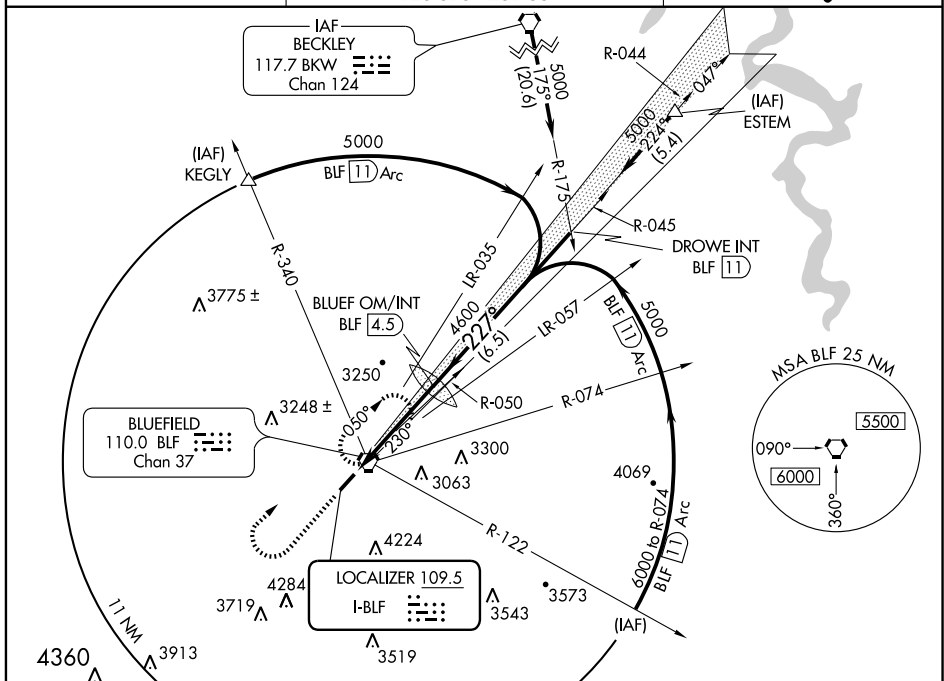 IAF
BECKLEY
117.7 BKW
Chan 124
5000
175°
(20.6)
R-044
047°
(IAF)
ESTEM
5000
224°
(5.4)
(IAF)
KEGLY
5000
BLF 11 Arc
R-175
R-045
DROWE INT
BLF 11
R-340
LR-035
3775 ±
BLUEF OM/INT
BLF 4.5
4600
227°
(6.5)
LR-057
5000
BLF 11 Arc
3250
R-050
R-074
MSA BLF 25 NM
5500
090°
6000
360°
3248 ±
050°
230°
BLUEFIELD
110.0 BLF
Chan 37
3300
3063
4069
R-122
6000 to R-074
BLF 11 Arc
4224
LOCALIZER 109.5
I-BLF
4284
3719
3543
3573
(IAF)
11 NM
3519
4360
3913